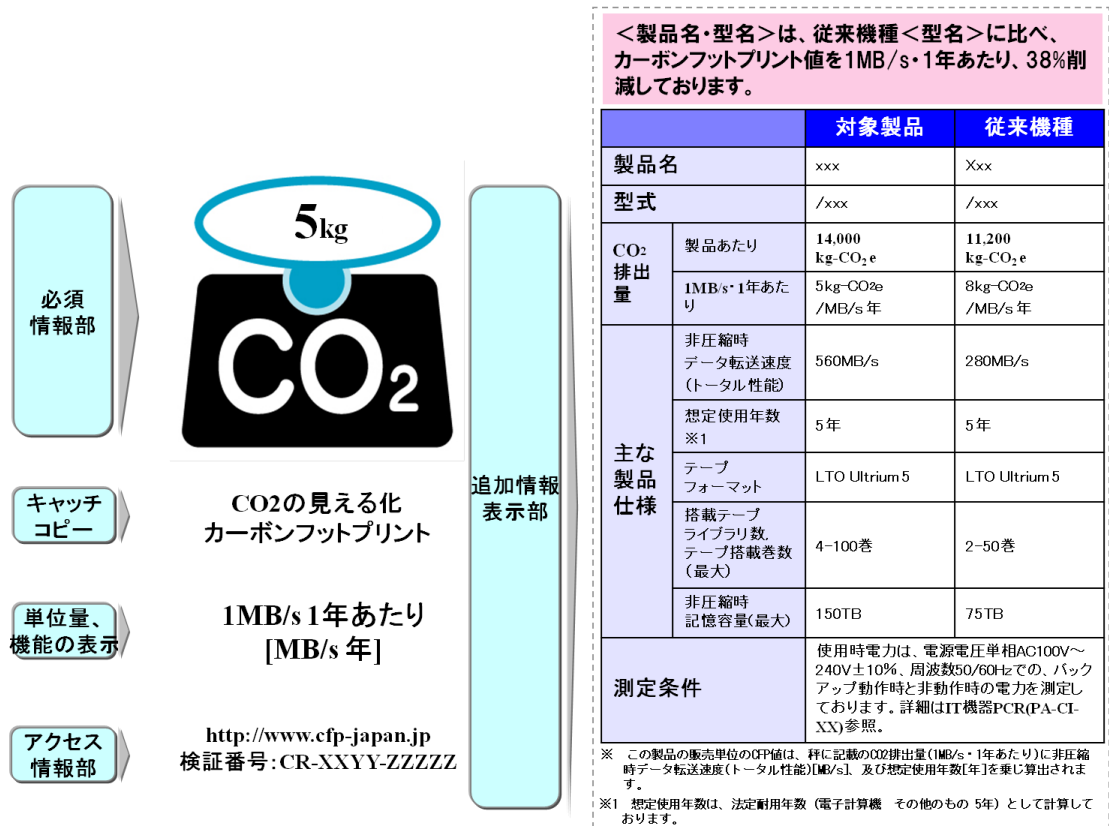 必須
情報部
5kg
CO2
キャッチ
コピー
CO2の見える化
カーボンフットプリント
単位量、
機能の表示
1MB/s 1年あたり
[MB/s 年]
アクセス
情報部
http://www.cfp-japan.jp
検証番号：CR-XXYY-ZZZZZ
追加情報
表示部
＜製品名・型名＞は、従来機種＜型名＞に比べ、
カーボンフットプリント値を1MB/s・1年あたり、38%削
減しております。
対象製品 従来機種
製品名 xxx Xxx
型式 /xxx /xxx
CO2
排出
量
製品あたり
14,000
kg-CO2e
11,200
kg-CO2e
1MB/s・1年あた
り
5kg-CO2e
/MB/s 年
8kg-CO2e
/MB/s 年
主な
製品
仕様
非圧縮時
データ転送速度
(トータル性能)
560MB/s 280MB/s
想定使用年数
※1
5年 5年
テープ
フォーマット
LTO Ultrium5 LTO Ultrium5
搭載テープ
ライブラリ数,
テープ搭載巻数
(最大)
4-100巻 2-50巻
非圧縮時
記憶容量(最大)
150TB 75TB
測定条件
使用時電力は、電源電圧単相AC100V～
240V±10%、周波数50/60Hzでの、バック
アップ動作時と非動作時の電力を測定し
ております。詳細はIT機器PCR(PA-CI-
XX)参照。
※　この製品の販売単位のCFP値は、秤に記載のCO2排出量(1MB/s・1年あたり)に非圧縮
時データ転送速度(トータル性能)[MB/s]、及び想定使用年数[年]を乗じ算出されま
す。
※1　想定使用年数は、法定耐用年数（電子計算機　その他のもの 5年）として計算して
おります。